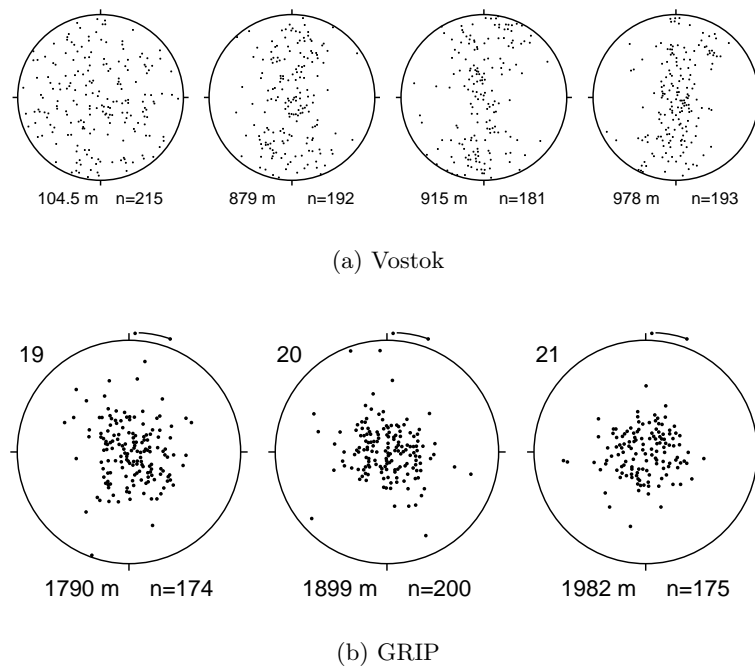 104.5 m n=215 879 m n=192 915 m n=181 978 m n=193
(a) Vostok
19 20 21
1790 m n=174 1899 m n=200 1982 m n=175
(b) GRIP